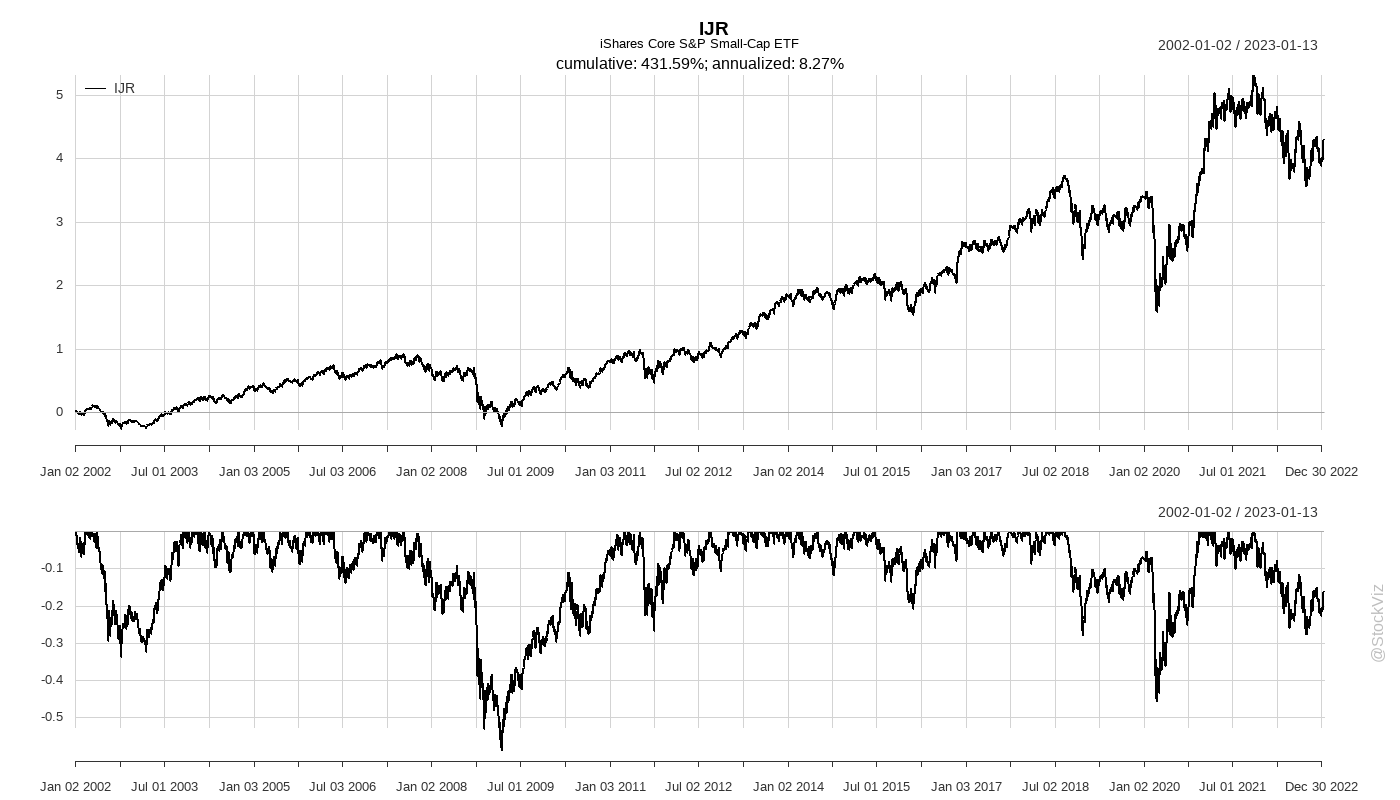 IJR
iShares Core S&P Small-Cap ETF
2002-01-02 / 2023-01-13
cumulative: 431.59%; annualized: 8.27%
IJR
5
4
3
2
1
0
Jan 02 2002 Jul 01 2003 Jan 03 2005 Jul 03 2006 Jan 02 2008 Jul 01 2009 Jan 03 2011 Jul 02 2012 Jan 02 2014 Jul 01 2015 Jan 03 2017 Jul 02 2018 Jan 02 2020 Jul 01 2021 Dec 30 2022
2002-01-02 / 2023-01-13
-0.1
-0.2
-0.3
-0.4
-0.5
Jan 02 2002 Jul 01 2003 Jan 03 2005 Jul 03 2006 Jan 02 2008 Jul 01 2009 Jan 03 2011 Jul 02 2012 Jan 02 2014 Jul 01 2015 Jan 03 2017 Jul 02 2018 Jan 02 2020 Jul 01 2021 Dec 30 2022
@StockViz